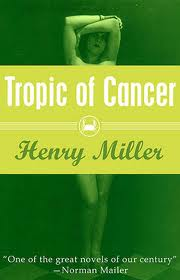 Tropic of Cancer
Henry Miller
“One of the great novels of our century”
—Norman Mailer